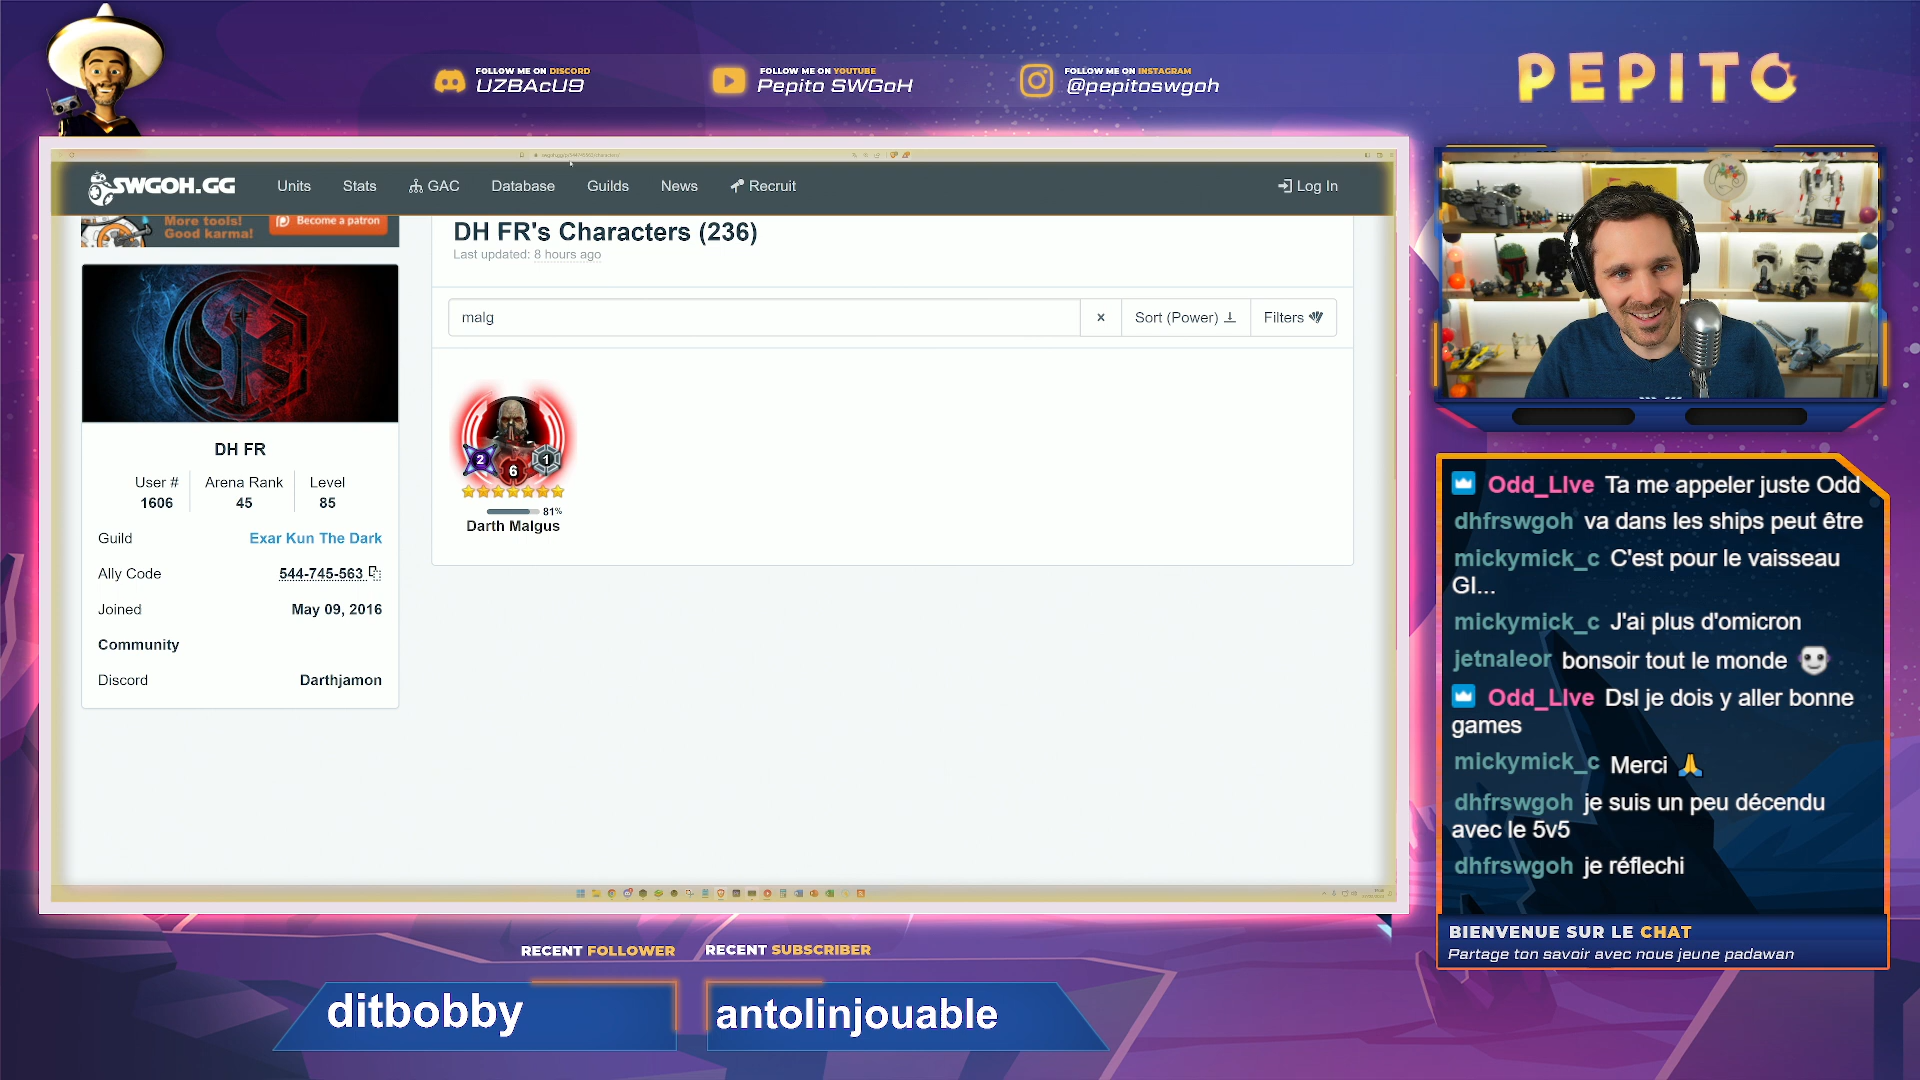 FOLLOW ME ON DISCORD
UZBAcU9
FOLLOW ME ON YOUTUBE
Pepito SWGoH
FOLLOW ME ON INSTAGRAM
@pepitoswgoh
PEPITO
SWGOH.GG
Units
Stats
GAC
Database
Guilds
News
Recruit
Log In
More tools!
Good karma!
Become a patron
DH FR's Characters (236)
Last updated: 8 hours ago
malg
×
Sort (Power)
Filters
2
6
1
81%
Darth Malgus
DH FR
User #
1606
Arena Rank
45
Level
85
Guild
Exar Kun The Dark
Ally Code
544-745-563
Joined
May 09, 2016
Community
Discord
Darthjamon
Odd_LIve Ta me appeler juste Odd
dhfrswgoh va dans les ships peut être
mickymick_c C'est pour le vaisseau
GI...
mickymick_c J'ai plus d'omicron
jetnaleor bonsoir tout le monde
Odd_LIve Dsl je dois y aller bonne
games
mickymick_c Merci 🙏
dhfrswgoh je suis un peu décendu
avec le 5v5
dhfrswgoh je réflechi
BIENVENUE SUR LE CHAT
Partage ton savoir avec nous jeune padawan
RECENT FOLLOWER
ditbobby
RECENT SUBSCRIBER
antolinjouable